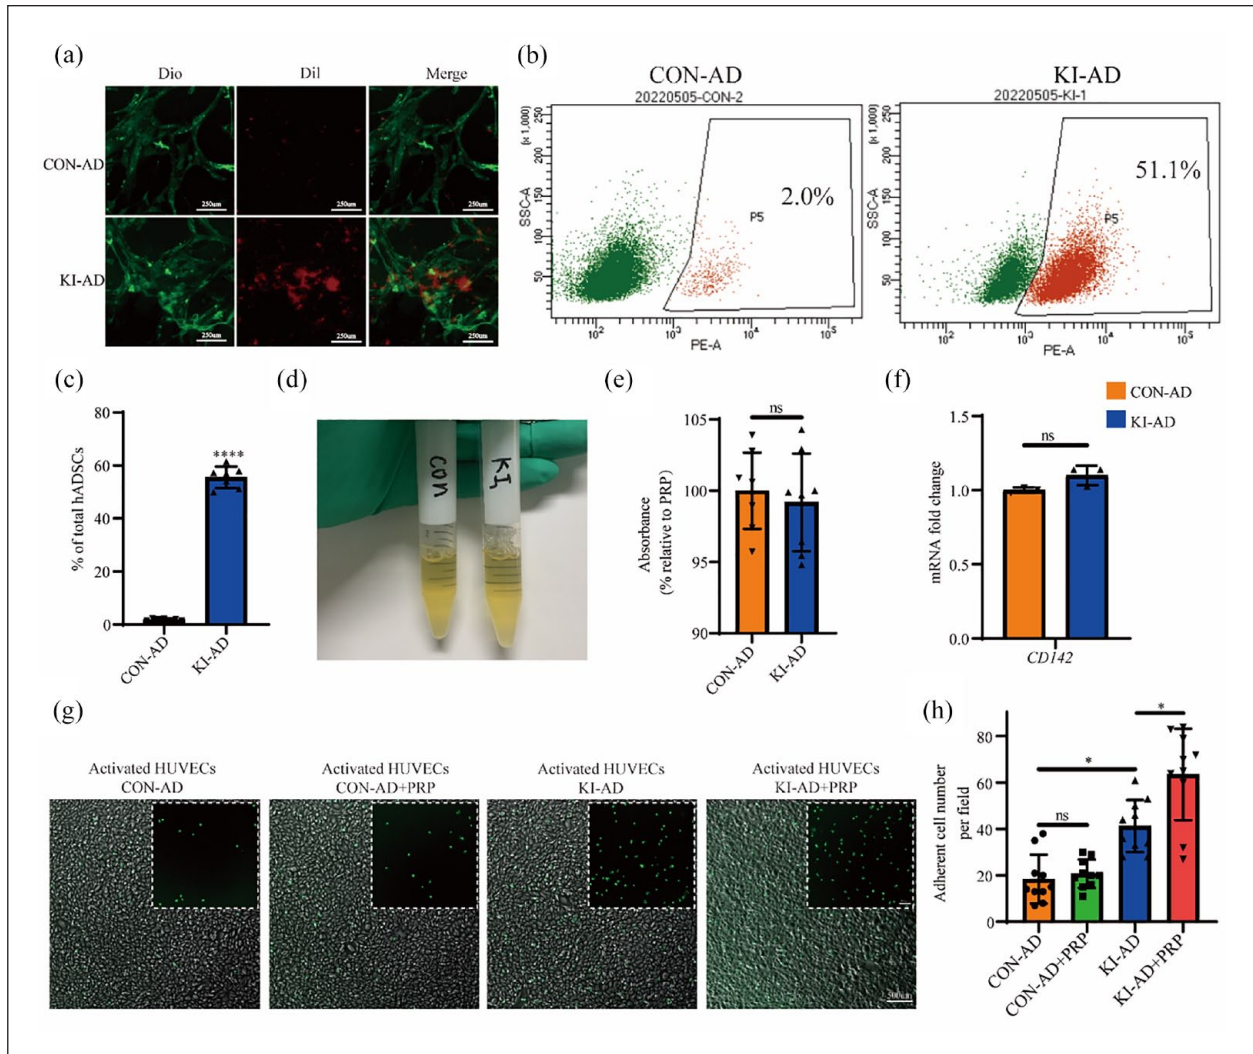 (a)
Dio
DiI
Merge
CON-AD
250um
250um
250um
KI-AD
250um
250um
250um
(b)
CON-AD
20220505-CON-2
(x 1,000)
SSC-A
250
200
150
100
50
2.0%
P5
10²
10³
10⁴
10⁵
PE-A
KI-AD
20220505-KI-1
(x 1,000)
SSC-A
250
200
150
100
50
51.1%
P5
10²
10³
10⁴
10⁵
PE-A
(c)
% of total hADSCs
80
60
40
20
0
****
CON-AD
KI-AD
(d)
CON
KI
(e)
Absorbance
(% relative to PRP)
105
100
95
90
ns
CON-AD
KI-AD
(f)
CON-AD
KI-AD
mRNA fold change
1.5
1.0
0.5
0.0
ns
CD142
(g)
Activated HUVECs
CON-AD
Activated HUVECs
CON-AD+PRP
Activated HUVECs
KI-AD
Activated HUVECs
KI-AD+PRP
500um
(h)
Adherent cell number
per field
80
60
40
20
0
ns
*
*
CON-AD
CON-AD+PRP
KI-AD
KI-AD+PRP